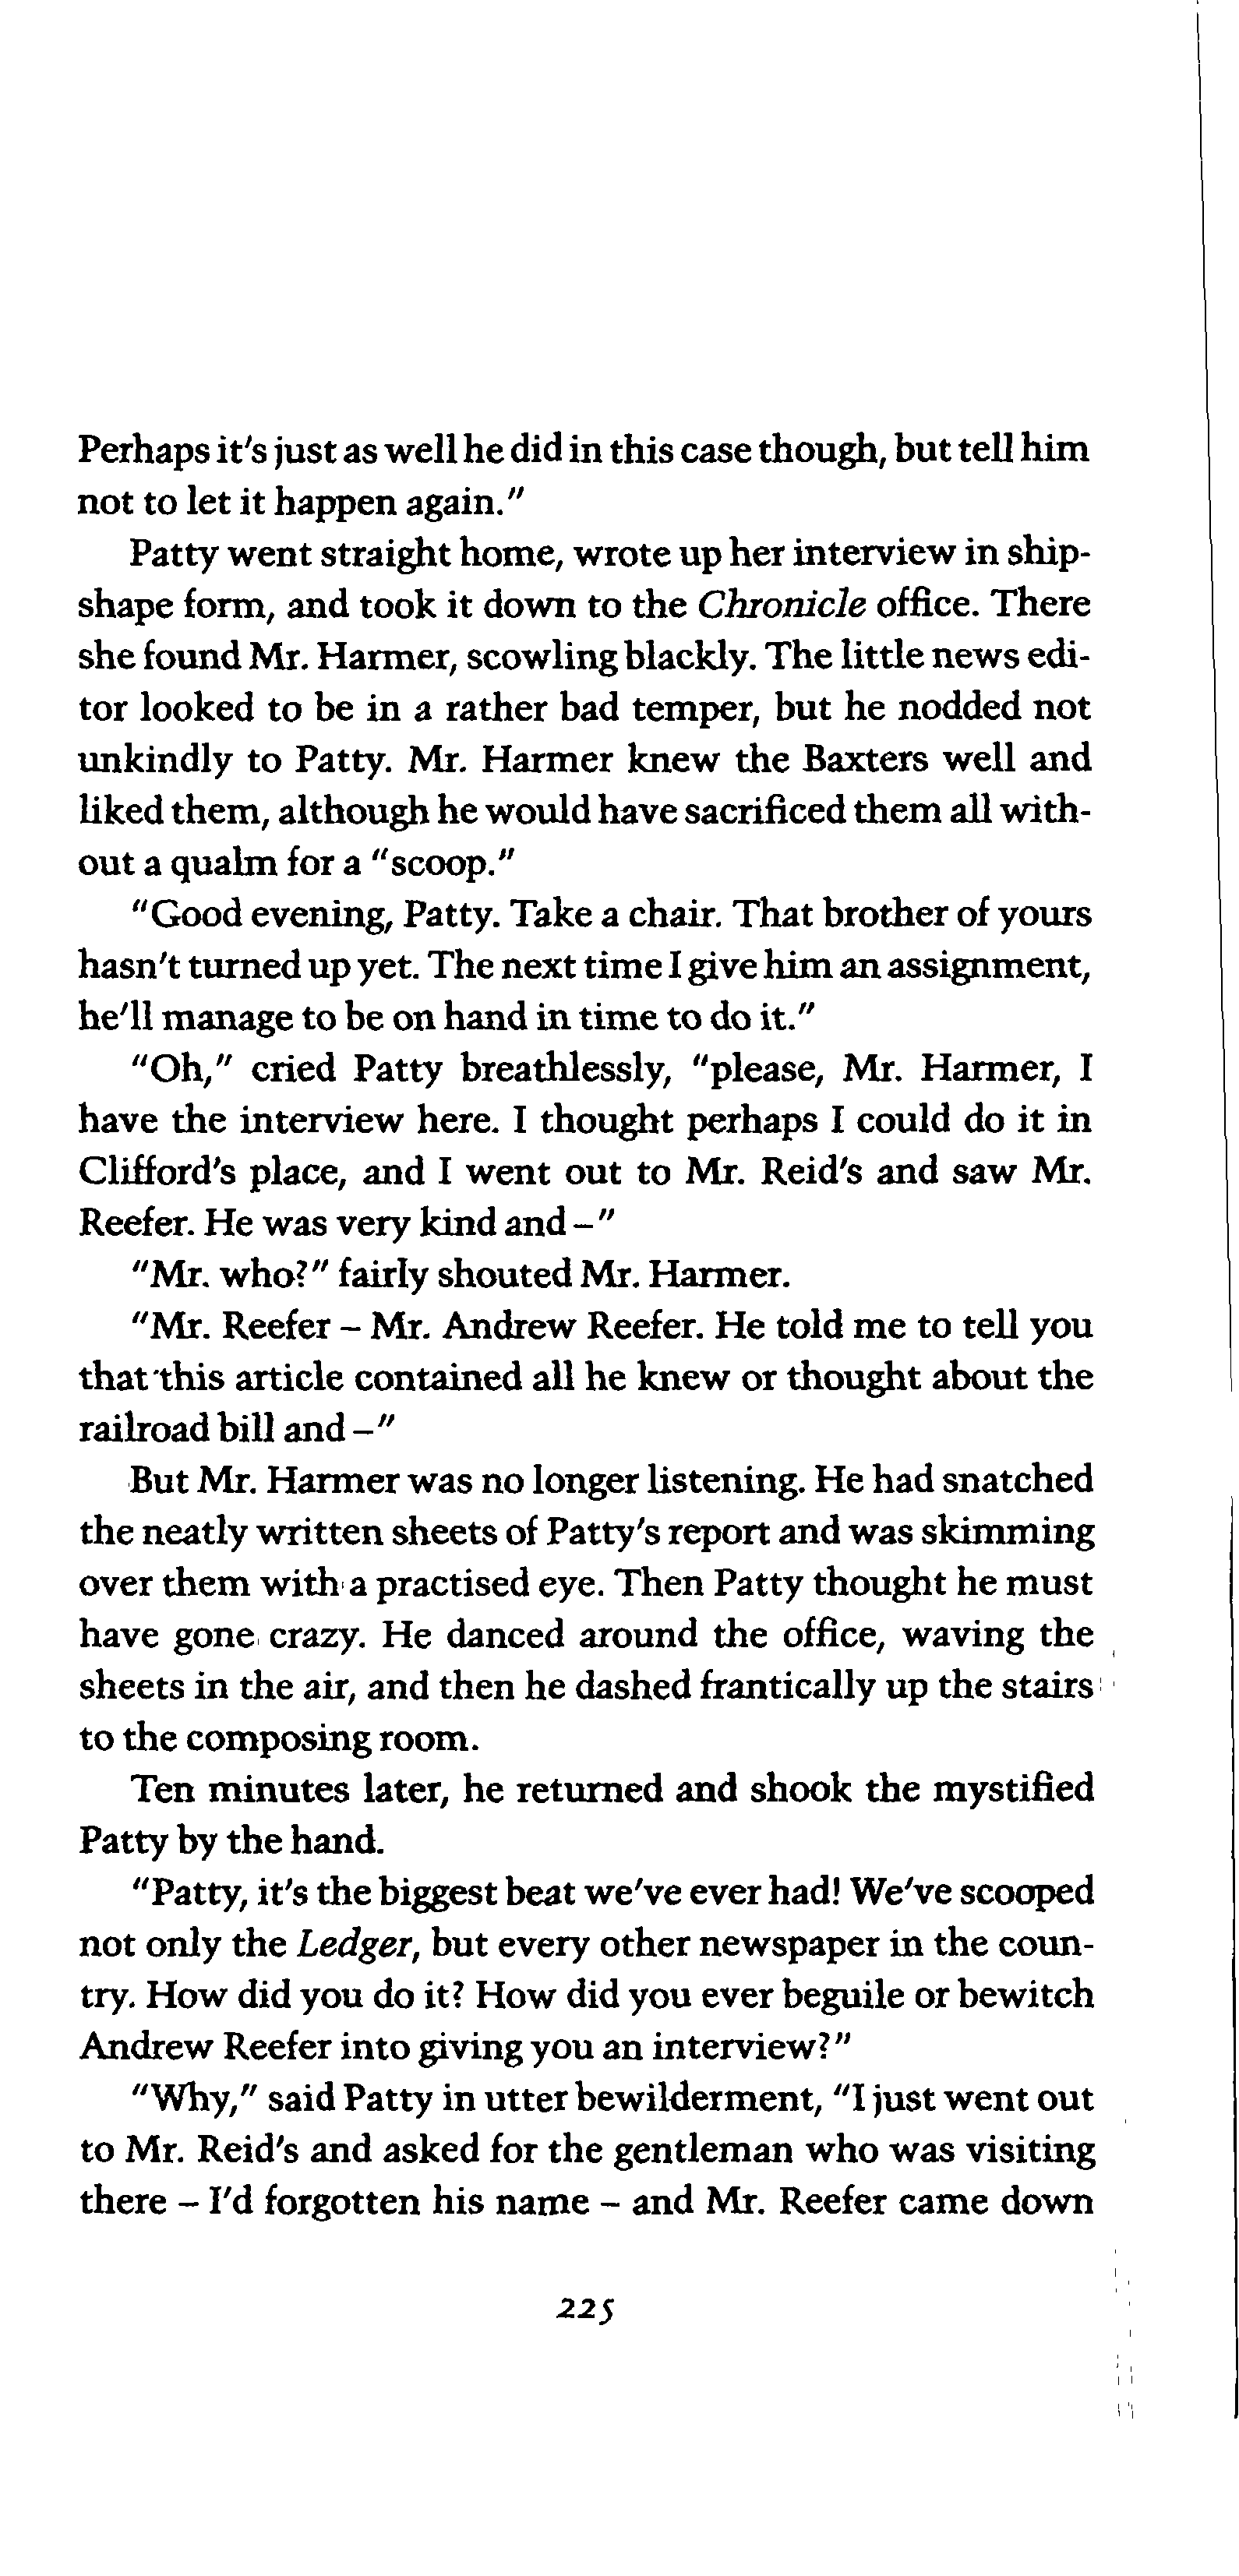 Perhaps it's just as well he did in this case though, but tell him
not to let it happen again."
Patty went straight home, wrote up her interview in ship-
shape form, and took it down to the Chronicle office. There
she found Mr. Harmer, scowling blackly. The little news edi-
tor looked to be in a rather bad temper, but he nodded not
unkindly to Patty. Mr. Harmer knew the Baxters well and
liked them, although he would have sacrificed them all with-
out a qualm for a "scoop."
"Good evening, Patty. Take a chair. That brother of yours
hasn't turned up yet. The next time I give him an assignment,
he'll manage to be on hand in time to do it."
"Oh," cried Patty breathlessly, "please, Mr. Harmer, I
have the interview here. I thought perhaps I could do it in
Clifford's place, and I went out to Mr. Reid's and saw Mr.
Reefer. He was very kind and –"
"Mr. who?" fairly shouted Mr. Harmer.
"Mr. Reefer – Mr. Andrew Reefer. He told me to tell you
that this article contained all he knew or thought about the
railroad bill and –"
But Mr. Harmer was no longer listening. He had snatched
the neatly written sheets of Patty's report and was skimming
over them with a practised eye. Then Patty thought he must
have gone crazy. He danced around the office, waving the
sheets in the air, and then he dashed frantically up the stairs
to the composing room.
Ten minutes later, he returned and shook the mystified
Patty by the hand.
"Patty, it's the biggest beat we've ever had! We've scooped
not only the Ledger, but every other newspaper in the coun-
try. How did you do it? How did you ever beguile or bewitch
Andrew Reefer into giving you an interview?"
"Why," said Patty in utter bewilderment, "I just went out
to Mr. Reid's and asked for the gentleman who was visiting
there – I'd forgotten his name – and Mr. Reefer came down
225